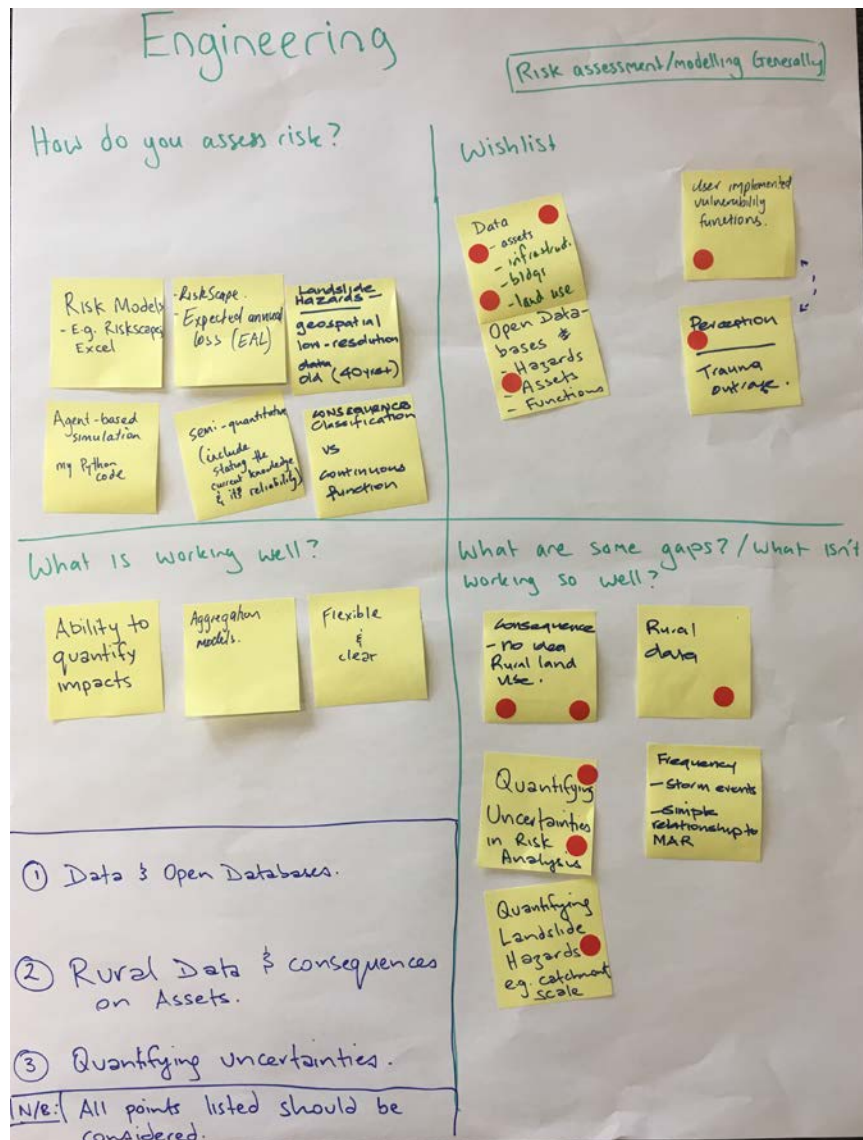 Engineering
Risk assessment/modelling Generally
How do you assess risk?
Risk Models
- E.g. Riskscape,
Excel
- RiskScape.
- Expected annual
loss (EAL)
Landslide
Hazards -
geospatial
low-resolution
data
old (40yrs+)
Agent-based
simulation
my Python
code
semi-quantitative
(include
stating the
current knowledge
& its reliability)
CONSEQUENCES
Classification
VS
continuous
function
Wishlist
Data
- assets
- infrastruct.
- bldgs
- land use
Open Data-
bases &
- Hazards
- Assets
- Functions
User implemented
vulnerability
functions.
Perception
Trauma
outrage.
What is working well?
Ability to
quantify
impacts
Aggregation
models.
Flexible
&
clear
What are some gaps?/What isn't
working so well?
Consequence
- no idea
Rural land
use.
Rural
data
Quantifying
Uncertainties
in Risk
Analysis
Frequency
- Storm events
- Simple
relationship to
MAR
Quantifying
Landslide
Hazards
e.g. catchment
scale
① Data & Open Databases.
② Rural Data & consequences
on Assets.
③ Quantifying uncertainties.
N/B: All points listed should be
considered.